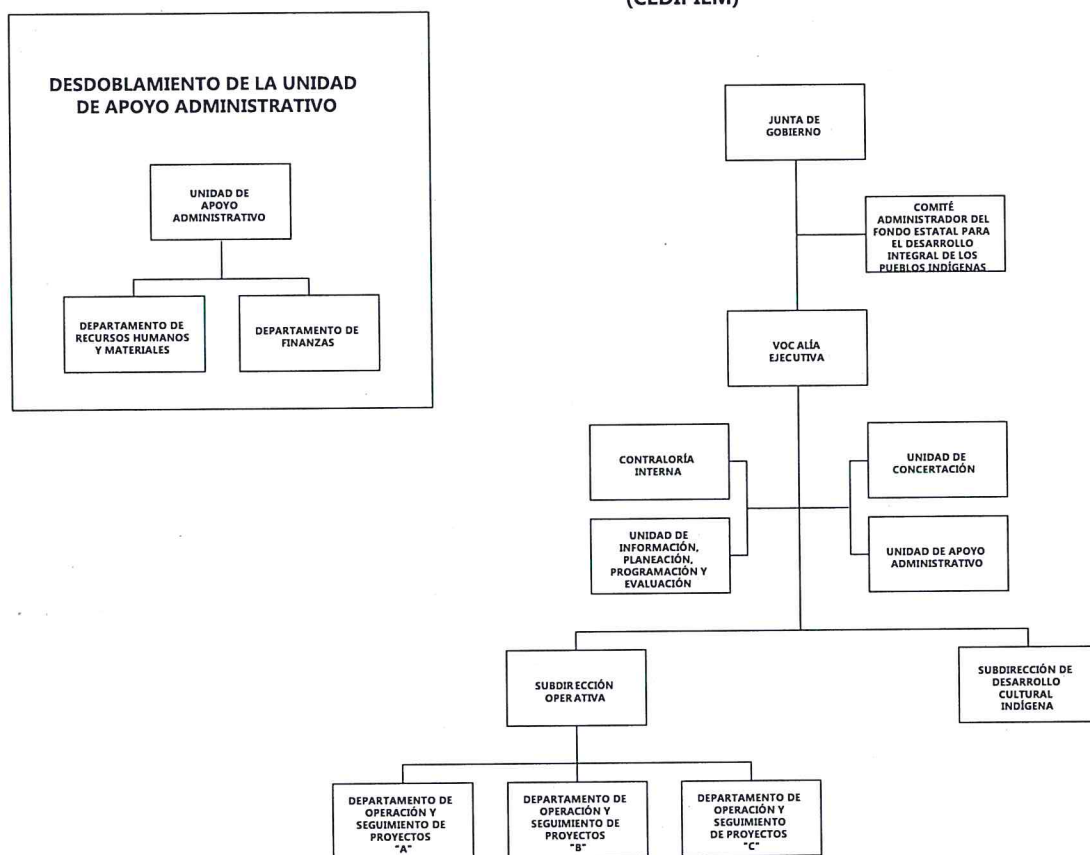 (CEDIPIEM)
DESDOBLAMIENTO DE LA UNIDAD
DE APOYO ADMINISTRATIVO
UNIDAD DE
APOYO
ADMINISTRATIVO
DEPARTAMENTO DE
RECURSOS HUMANOS
Y MATERIALES
DEPARTAMENTO DE
FINANZAS
JUNTA DE
GOBIERNO
COMITÉ
ADMINISTRADOR DEL
FONDO ESTATAL PARA
EL DESARROLLO
INTEGRAL DE LOS
PUEBLOS INDÍGENAS
VOCALÍA
EJECUTIVA
CONTRALORÍA
INTERNA
UNIDAD DE
CONCERTACIÓN
UNIDAD DE
INFORMACIÓN,
PLANEACIÓN,
PROGRAMACIÓN Y
EVALUACIÓN
UNIDAD DE APOYO
ADMINISTRATIVO
SUBDIRECCIÓN
OPERATIVA
SUBDIRECCIÓN DE
DESARROLLO
CULTURAL
INDÍGENA
DEPARTAMENTO DE
OPERACIÓN Y
SEGUIMIENTO DE
PROYECTOS
"A"
DEPARTAMENTO DE
OPERACIÓN Y
SEGUIMIENTO DE
PROYECTOS
"B"
DEPARTAMENTO DE
OPERACIÓN Y
SEGUIMIENTO
DE PROYECTOS
"C"